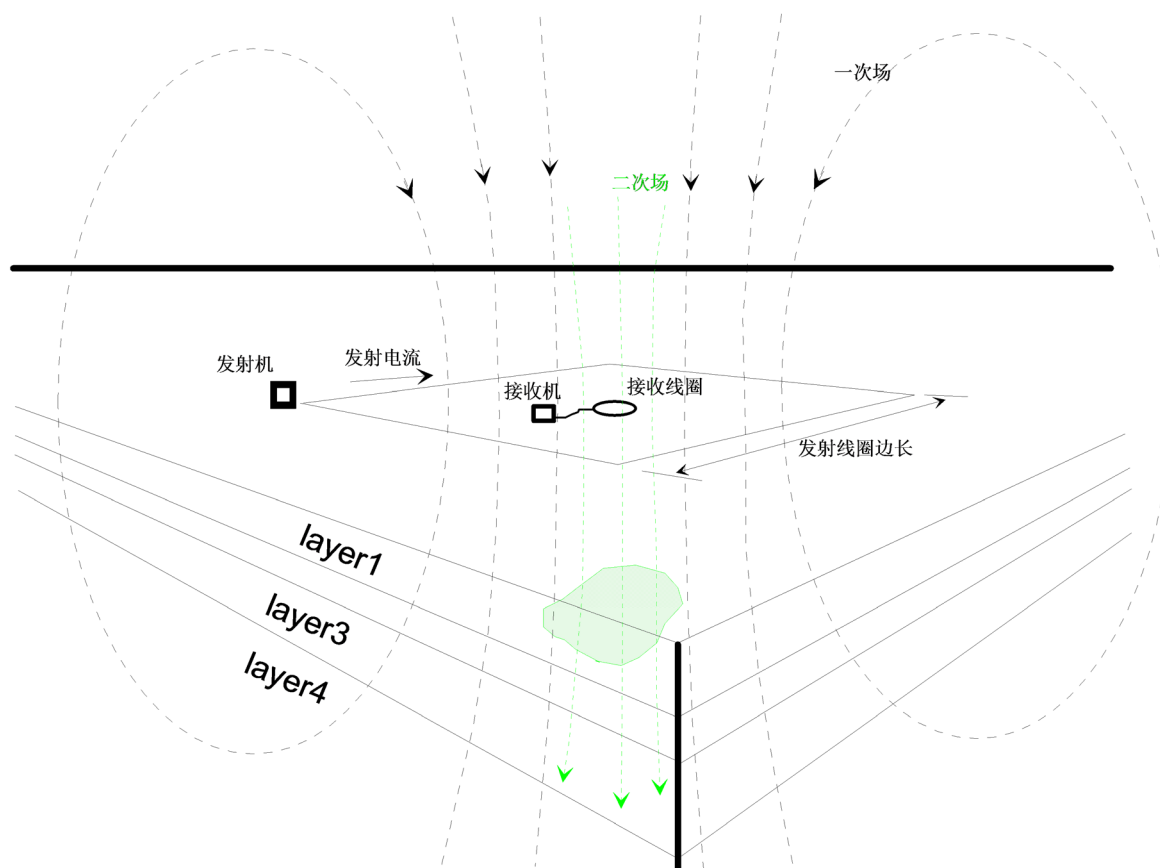 一次场
二次场
发射机
发射电流
接收机
接收线圈
发射线圈边长
layer1
layer3
layer4